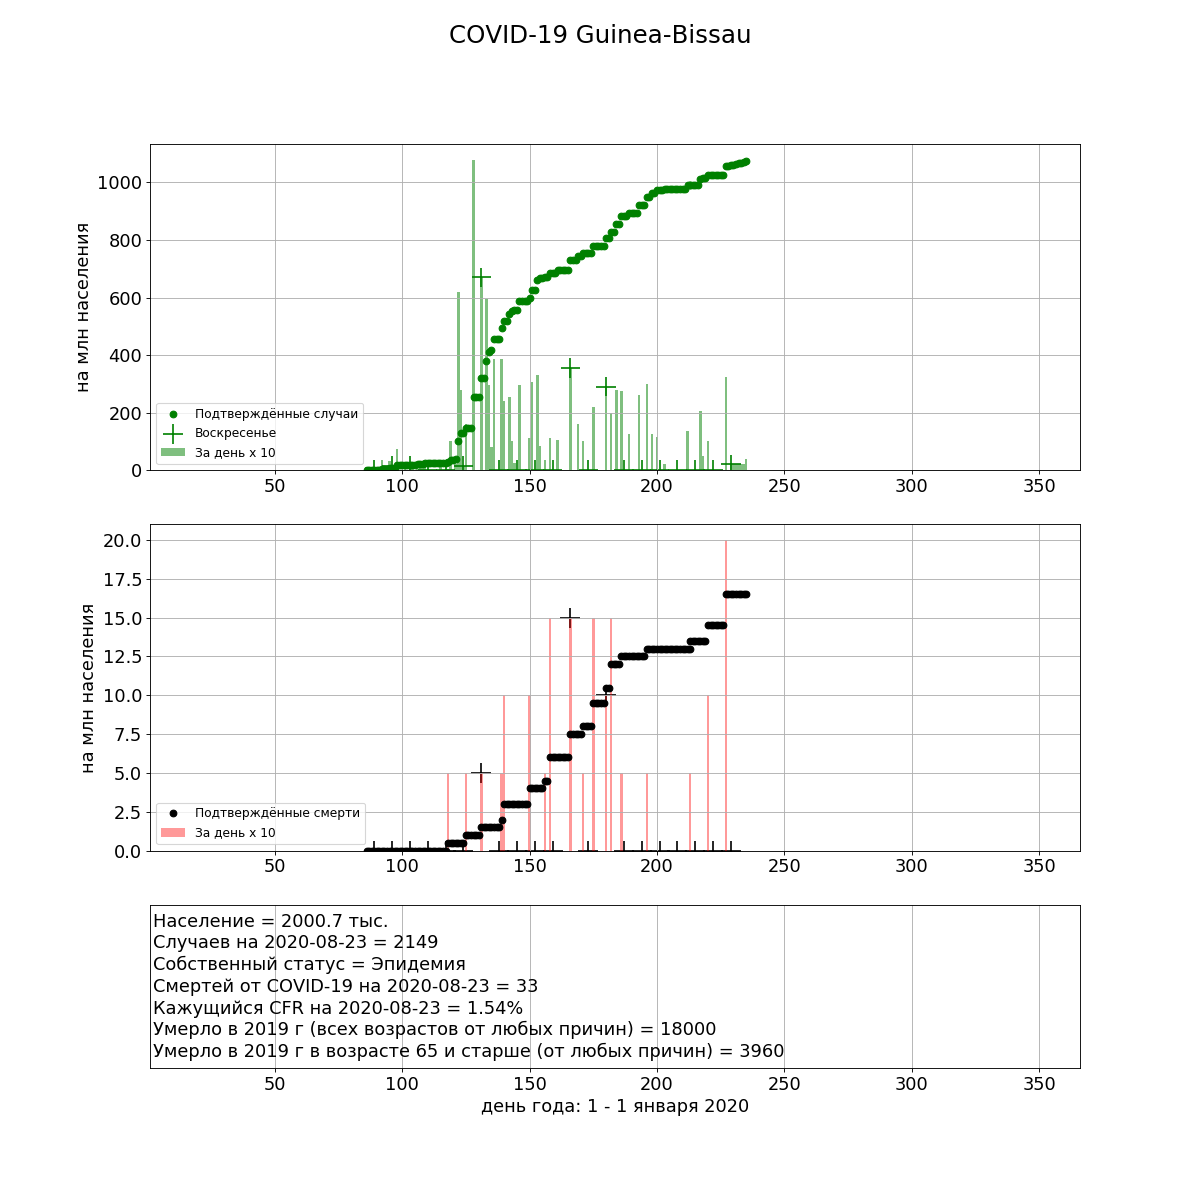 COVID-19 Guinea-Bissau
1000
800
600
400
200
0
на млн населения
Подтверждённые случаи
Воскресенье
За день x 10
50 100 150 200 250 300 350
20.0
17.5
15.0
12.5
10.0
7.5
5.0
2.5
0.0
на млн населения
Подтверждённые смерти
За день x 10
50 100 150 200 250 300 350
Население = 2000.7 тыс.
Случаев на 2020-08-23 = 2149
Собственный статус = Эпидемия
Смертей от COVID-19 на 2020-08-23 = 33
Кажущийся CFR на 2020-08-23 = 1.54%
Умерло в 2019 г (всех возрастов от любых причин) = 18000
Умерло в 2019 г в возрасте 65 и старше (от любых причин) = 3960
50 100 150 200 250 300 350
день года: 1 - 1 января 2020